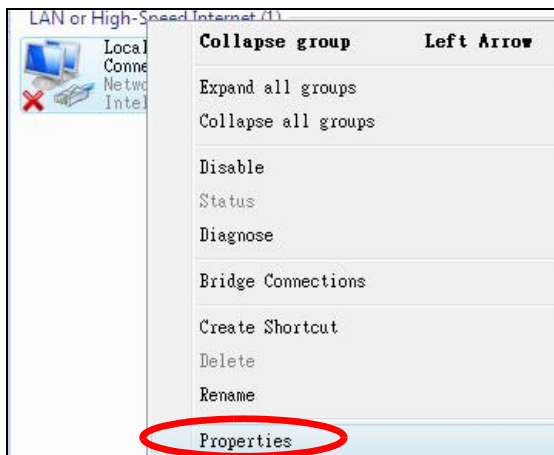 LAN or High-Speed Internet (1)
Local
Conne
Netwo
Intel
Collapse group Left Arrow
Expand all groups
Collapse all groups
Disable
Status
Diagnose
Bridge Connections
Create Shortcut
Delete
Rename
Properties